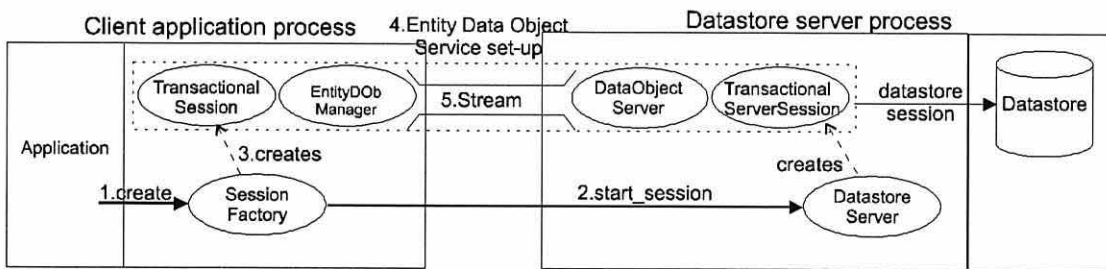 Client application process
4.Entity Data Object
Service set-up
Datastore server process
Transactional
Session
EntityDOb
Manager
5.Stream
DataObject
Server
Transactional
ServerSession
datastore
session
Datastore
Application
3.creates
creates
1.create
Session
Factory
2.start_session
Datastore
Server